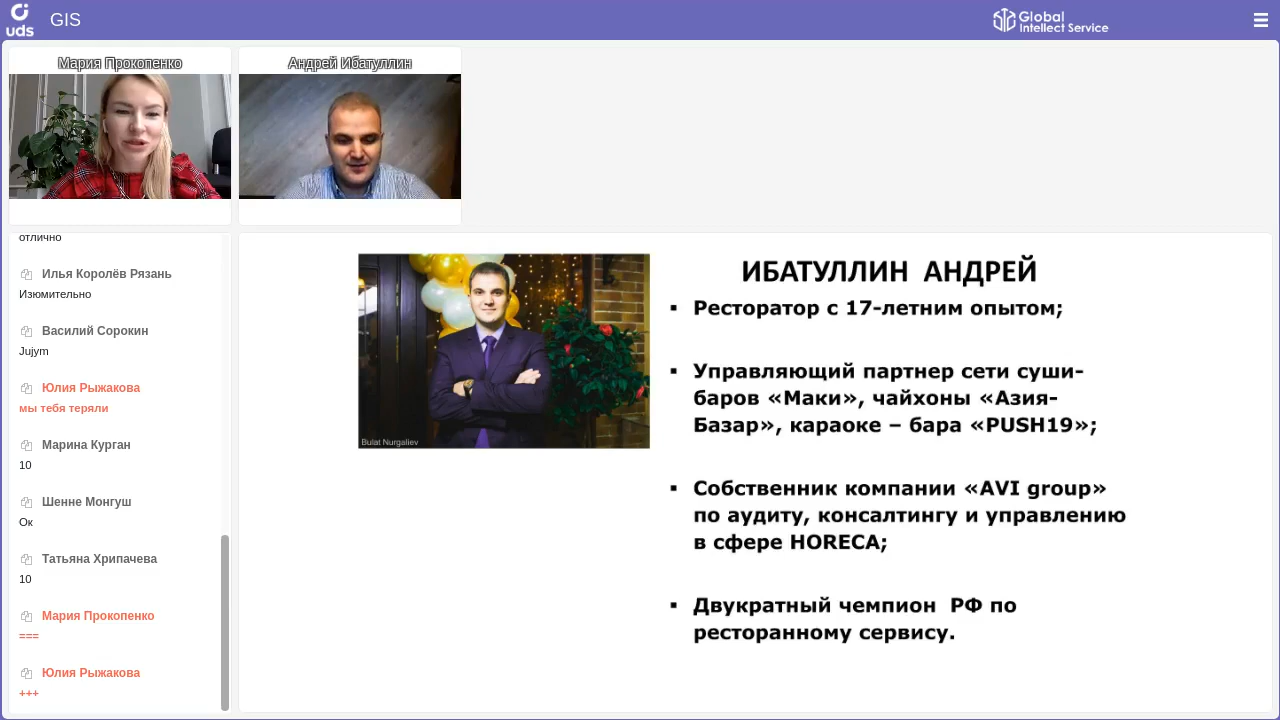 uds
GIS
Global
Intellect Service
Мария Прокопенко
Андрей Ибатуллин
отлично
Илья Королёв Рязань
Изюмительно
Василий Сорокин
Jujym
Юлия Рыжакова
мы тебя теряли
Марина Курган
10
Шенне Монгуш
Ок
Татьяна Хрипачева
10
Мария Прокопенко
===
Юлия Рыжакова
+++
Bulat Nurgaliev
ИБАТУЛЛИН АНДРЕЙ
▪ Ресторатор с 17-летним опытом;
▪ Управляющий партнер сети суши-
баров «Маки», чайхоны «Азия-
Базар», караоке – бара «PUSH19»;
▪ Собственник компании «AVI group»
по аудиту, консалтингу и управлению
в сфере HORECA;
▪ Двукратный чемпион РФ по
ресторанному сервису.